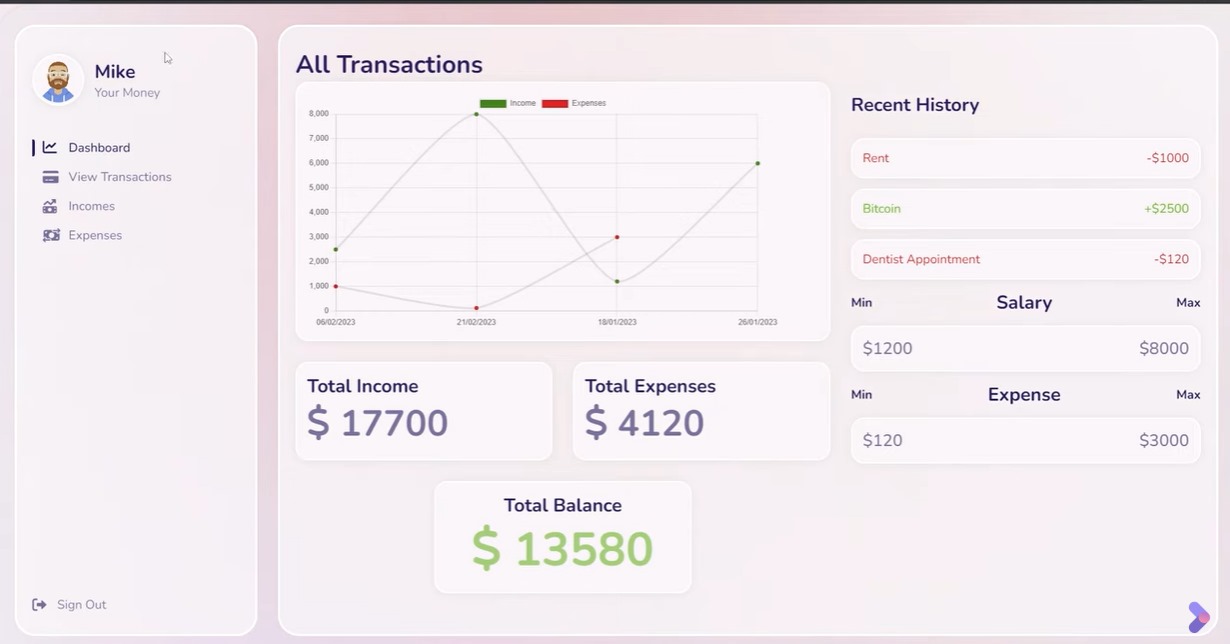 Mike
Your Money
Dashboard
View Transactions
Incomes
Expenses
Sign Out
All Transactions
Income Expenses
8,000
7,000
6,000
5,000
4,000
3,000
2,000
1,000
0
06/02/2023 21/02/2023 18/01/2023 26/01/2023
Total Income
$ 17700
Total Expenses
$ 4120
Total Balance
$ 13580
Recent History
Rent -$1000
Bitcoin +$2500
Dentist Appointment -$120
Min Salary Max
$1200 $8000
Min Expense Max
$120 $3000